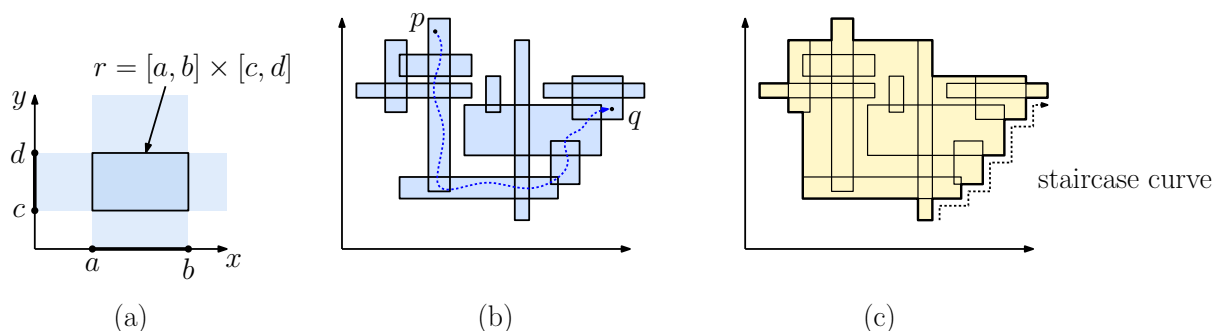 r = [a, b] × [c, d]
y
d
c
a
b
x
(a)
p
q
(b)
staircase curve
(c)